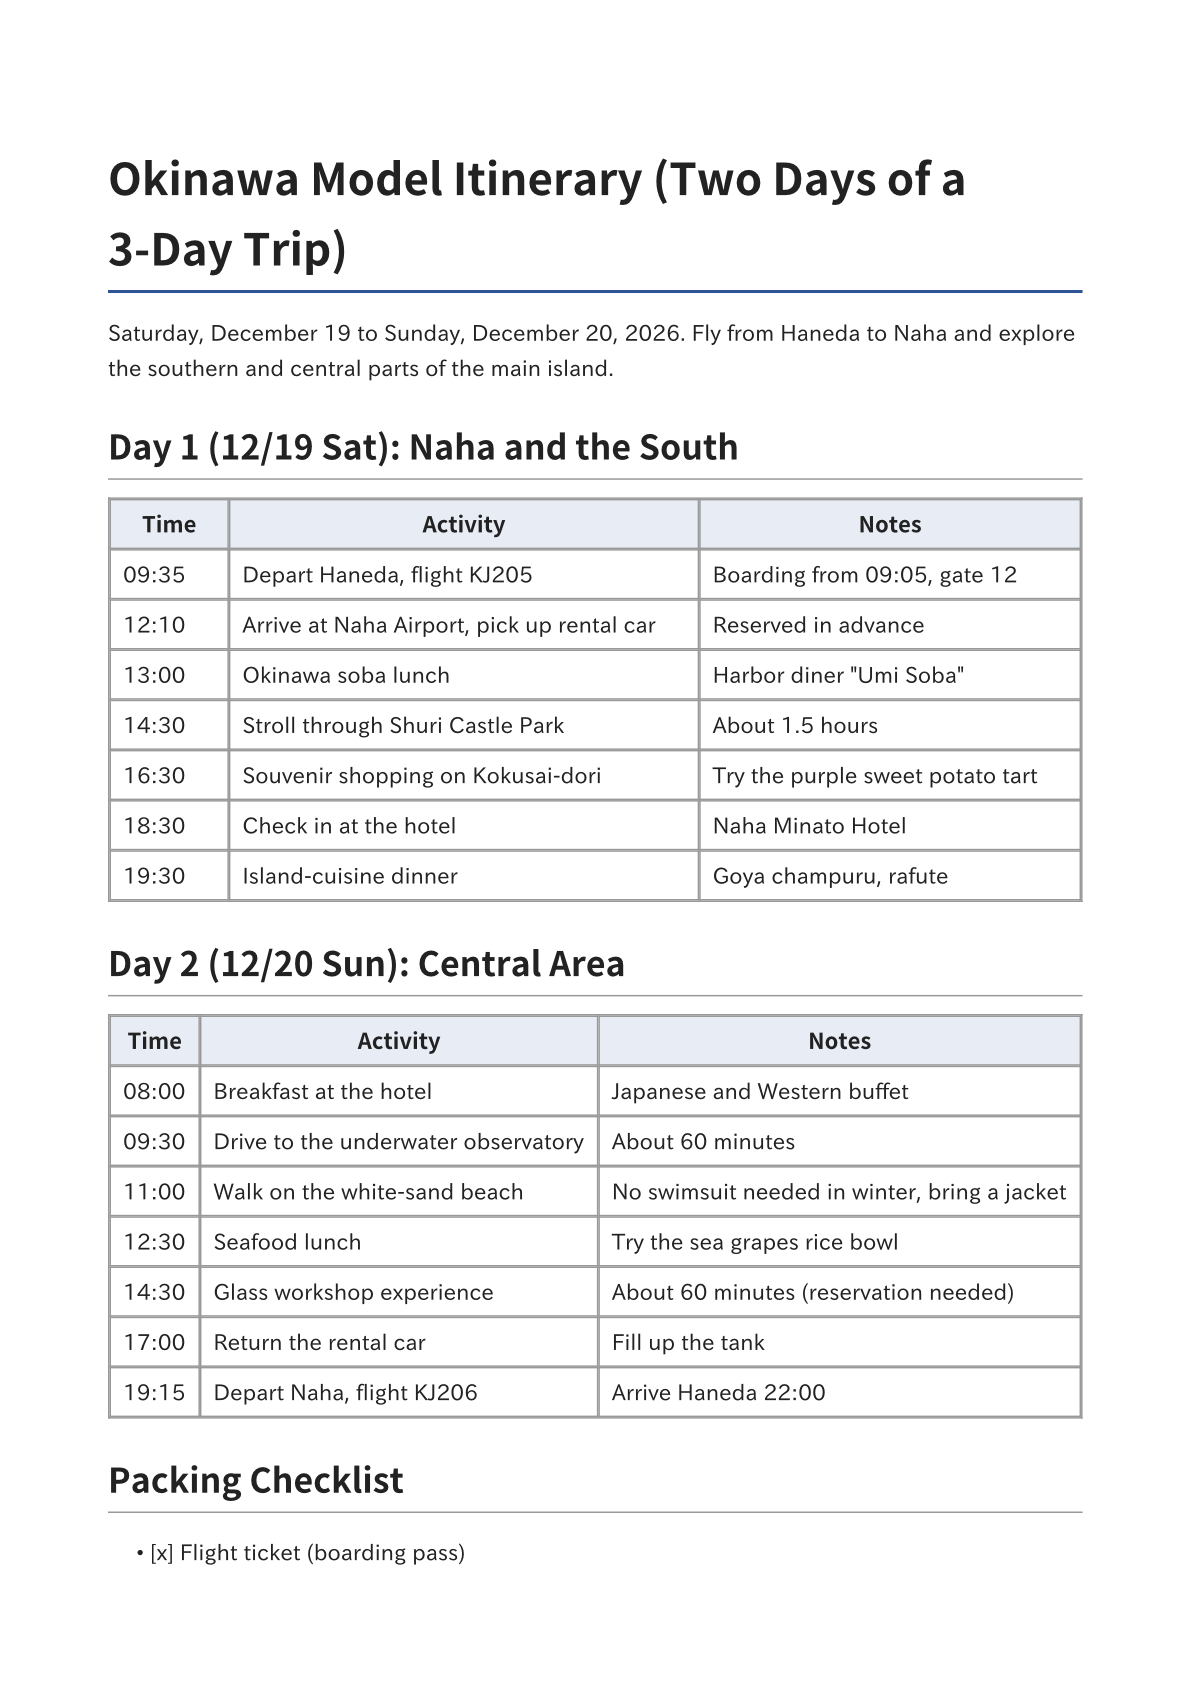 Okinawa Model Itinerary (Two Days of a
3-Day Trip)
Saturday, December 19 to Sunday, December 20, 2026. Fly from Haneda to Naha and explore
the southern and central parts of the main island.
Day 1 (12/19 Sat): Naha and the South
Time Activity Notes
09:35 Depart Haneda, flight KJ205 Boarding from 09:05, gate 12
12:10 Arrive at Naha Airport, pick up rental car Reserved in advance
13:00 Okinawa soba lunch Harbor diner "Umi Soba"
14:30 Stroll through Shuri Castle Park About 1.5 hours
16:30 Souvenir shopping on Kokusai-dori Try the purple sweet potato tart
18:30 Check in at the hotel Naha Minato Hotel
19:30 Island-cuisine dinner Goya champuru, rafute
Day 2 (12/20 Sun): Central Area
Time Activity Notes
08:00 Breakfast at the hotel Japanese and Western buffet
09:30 Drive to the underwater observatory About 60 minutes
11:00 Walk on the white-sand beach No swimsuit needed in winter, bring a jacket
12:30 Seafood lunch Try the sea grapes rice bowl
14:30 Glass workshop experience About 60 minutes (reservation needed)
17:00 Return the rental car Fill up the tank
19:15 Depart Naha, flight KJ206 Arrive Haneda 22:00
Packing Checklist
• [x] Flight ticket (boarding pass)